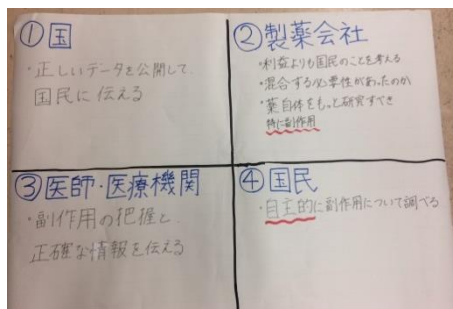 ①国
・正しいデータを公開して、
国民に伝える
②製薬会社
・利益よりも国民のことを考える
・混合する必要性があったのか
・薬自体をもっと研究すべき
特に副作用
③医師・医療機関
・副作用の把握と、
正確な情報を伝える
④国民
・自主的に副作用について調べる